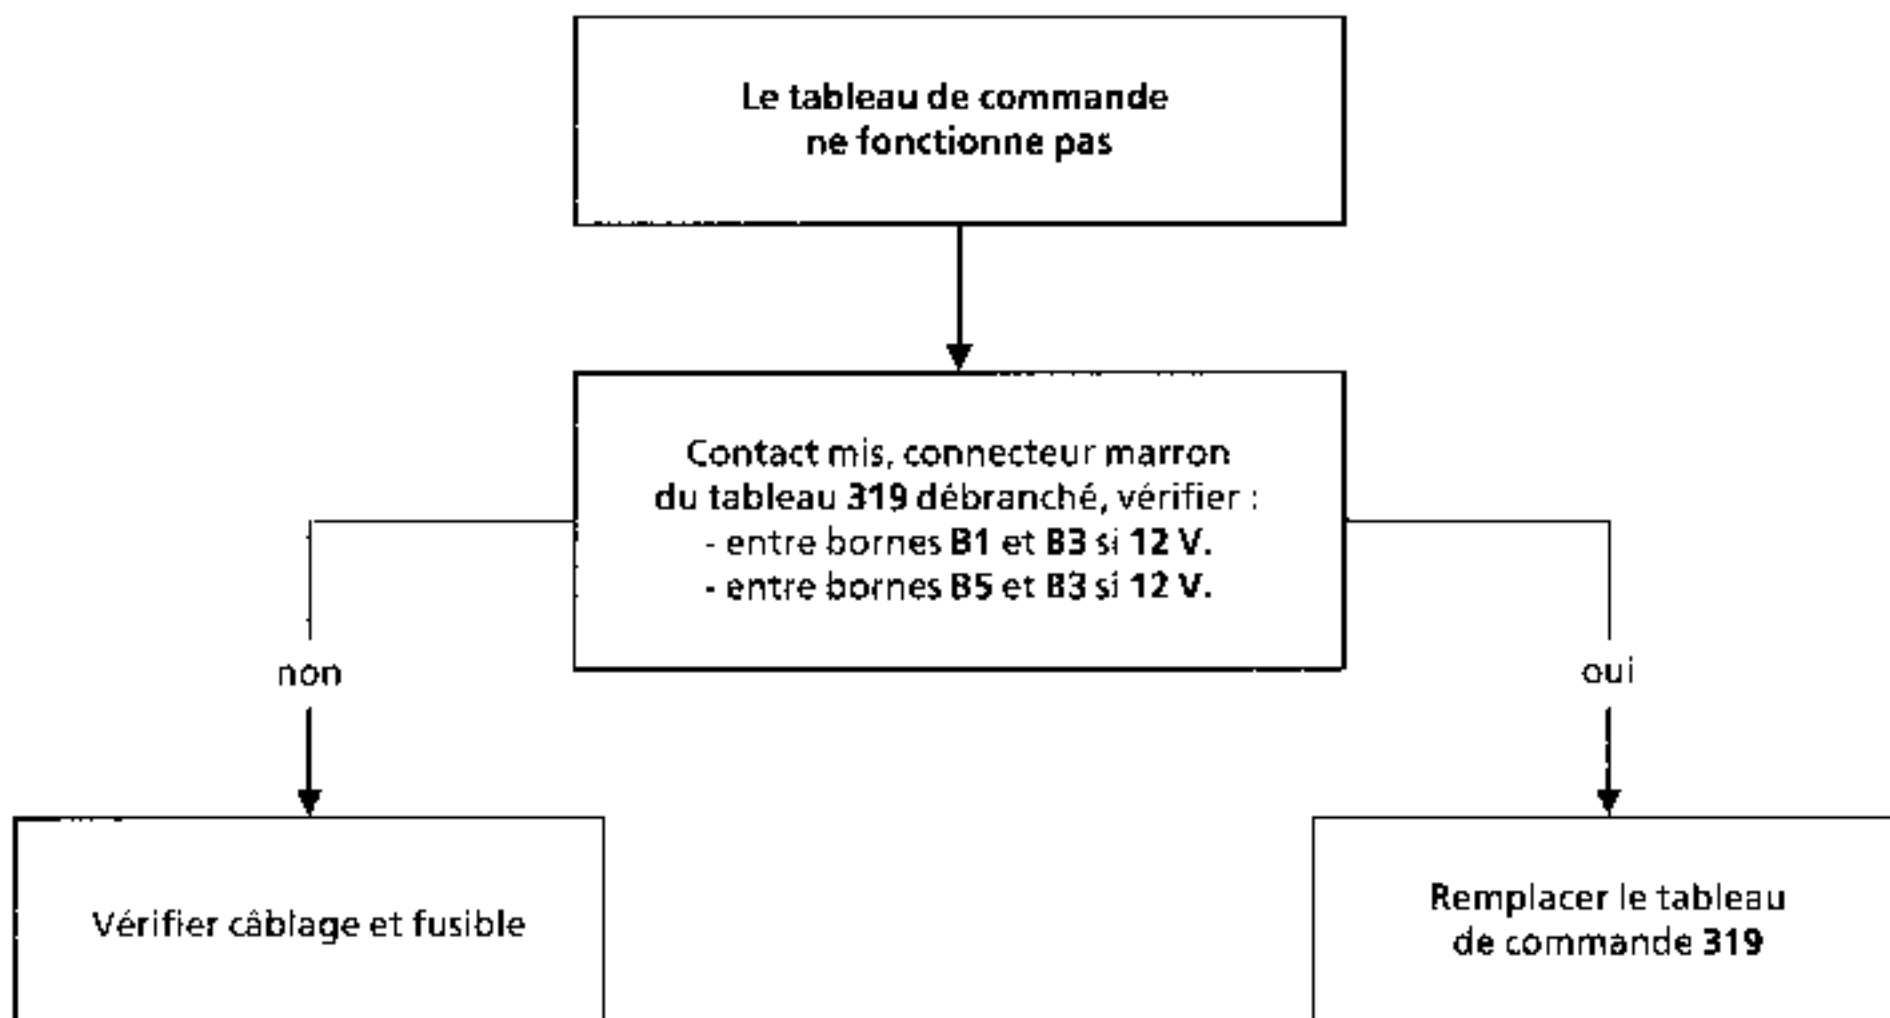 Le tableau de commande
ne fonctionne pas
Contact mis, connecteur marron
du tableau 319 débranché, vérifier :
- entre bornes B1 et B3 si 12 V.
- entre bornes B5 et B3 si 12 V.
non
oui
Vérifier câblage et fusible
Remplacer le tableau
de commande 319